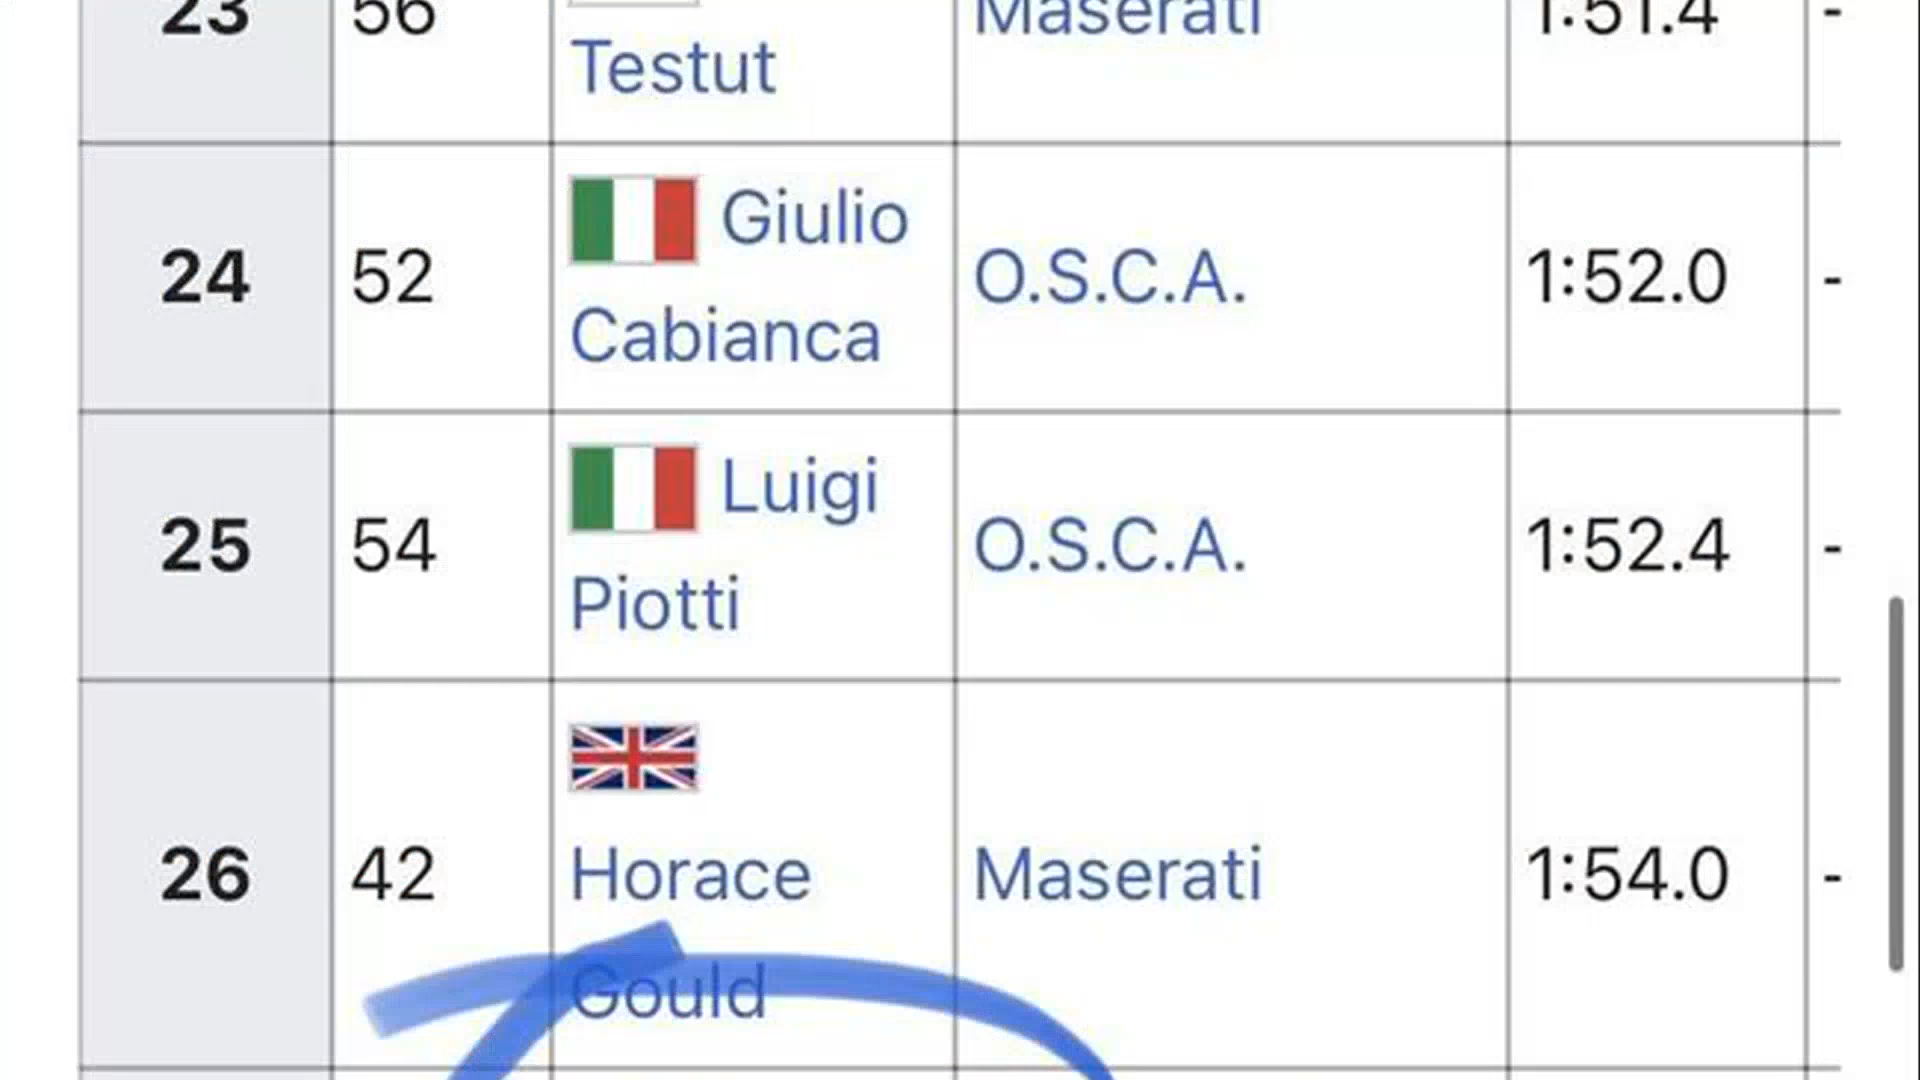 23 56 Maserati 1:51.4 -
Testut
24 52 Giulio O.S.C.A. 1:52.0 -
Cabianca
25 54 Luigi O.S.C.A. 1:52.4 -
Piotti
26 42 Horace Maserati 1:54.0 -
Gould